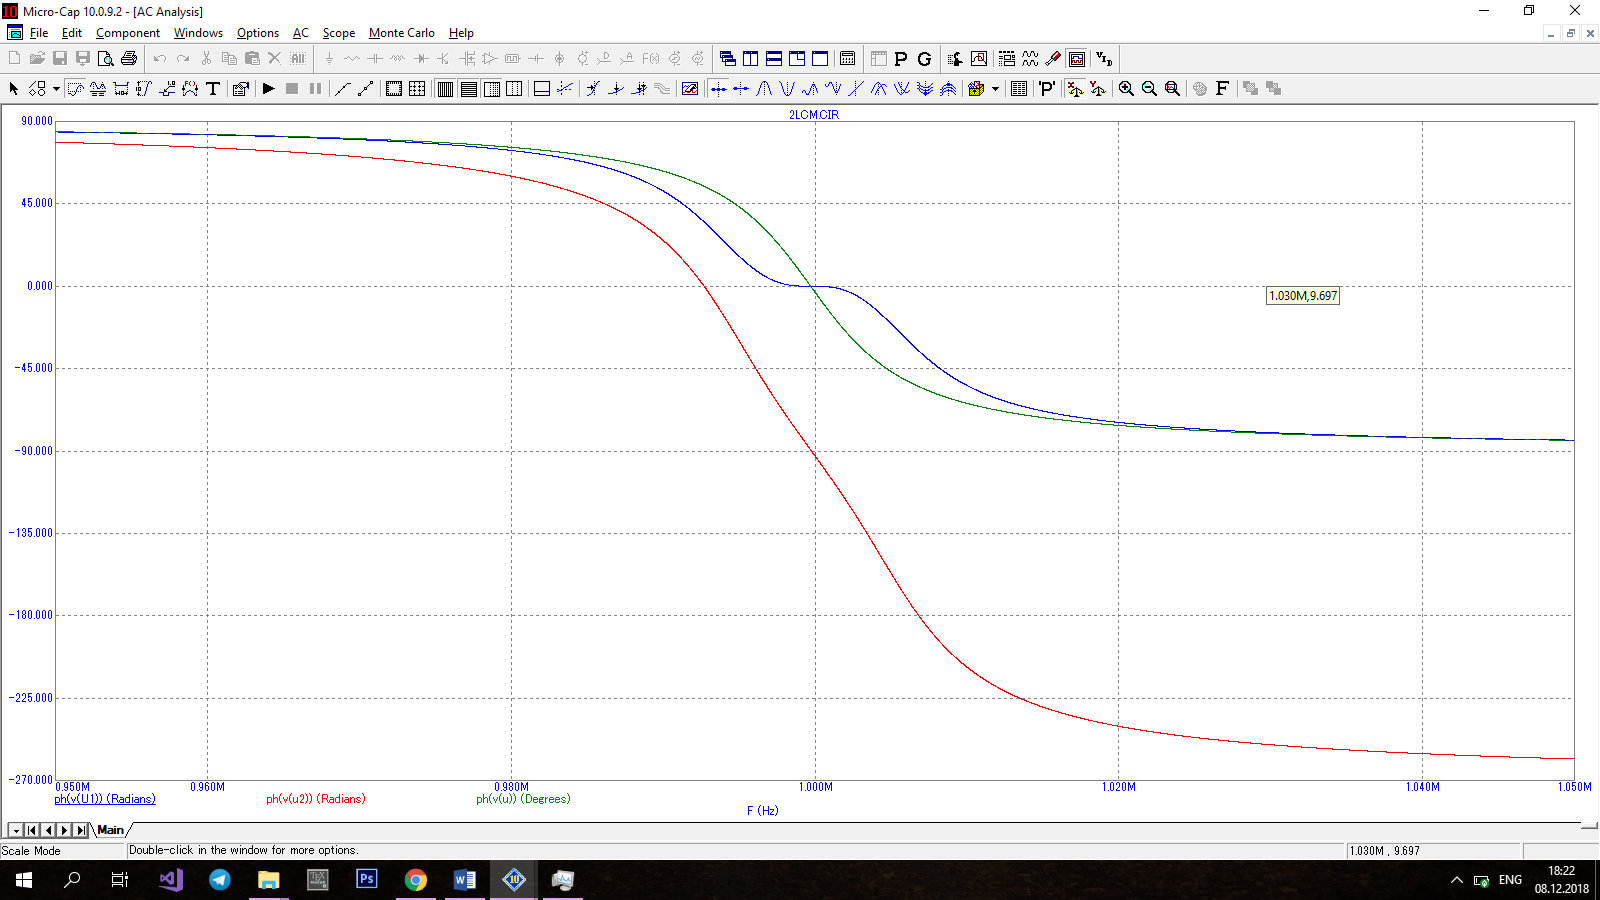 10 Micro-Cap 10.0.9.2 - [AC Analysis]
File Edit Component Windows Options AC Scope Monte Carlo Help
2LCM.CIR
90.000
45.000
0.000
1.030M,9.697
-45.000
-90.000
-135.000
-180.000
-225.000
-270.000
0.950M 0.960M 0.980M 1.000M 1.020M 1.040M 1.050M
ph(v(U1)) (Radians) ph(v(u2)) (Radians) ph(v(u)) (Degrees)
F (Hz)
Main
Scale Mode Double-click in the window for more options. 1.030M , 9.697
ENG 18:22
08.12.2018